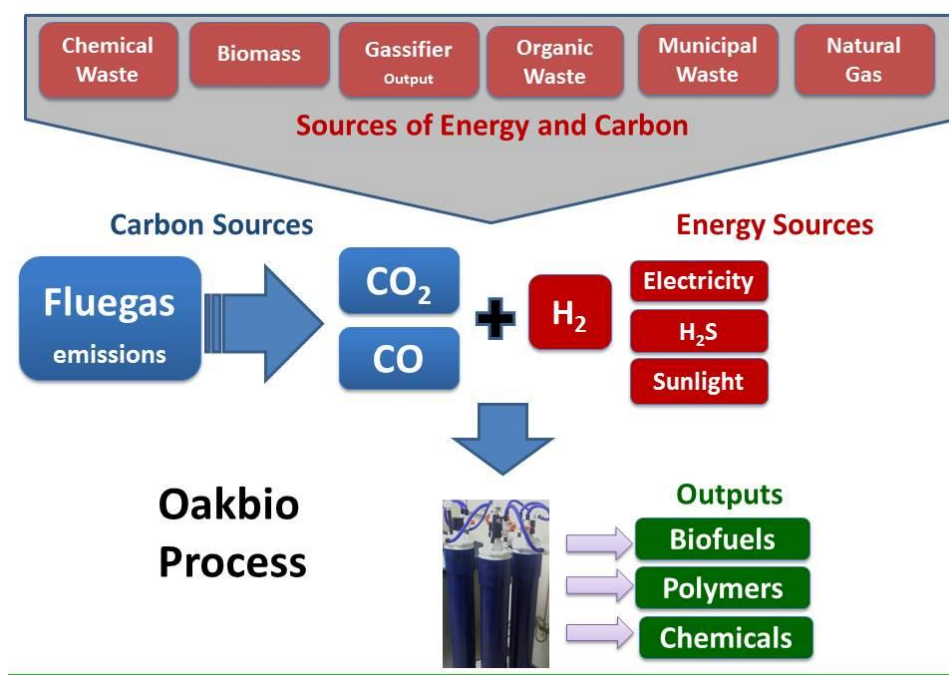 Chemical
Waste
Biomass
Gassifier
Output
Organic
Waste
Municipal
Waste
Natural
Gas
Sources of Energy and Carbon
Carbon Sources
Energy Sources
Fluegas
emissions
CO₂
CO
H₂
Electricity
H₂S
Sunlight
Oakbio
Process
Outputs
Biofuels
Polymers
Chemicals